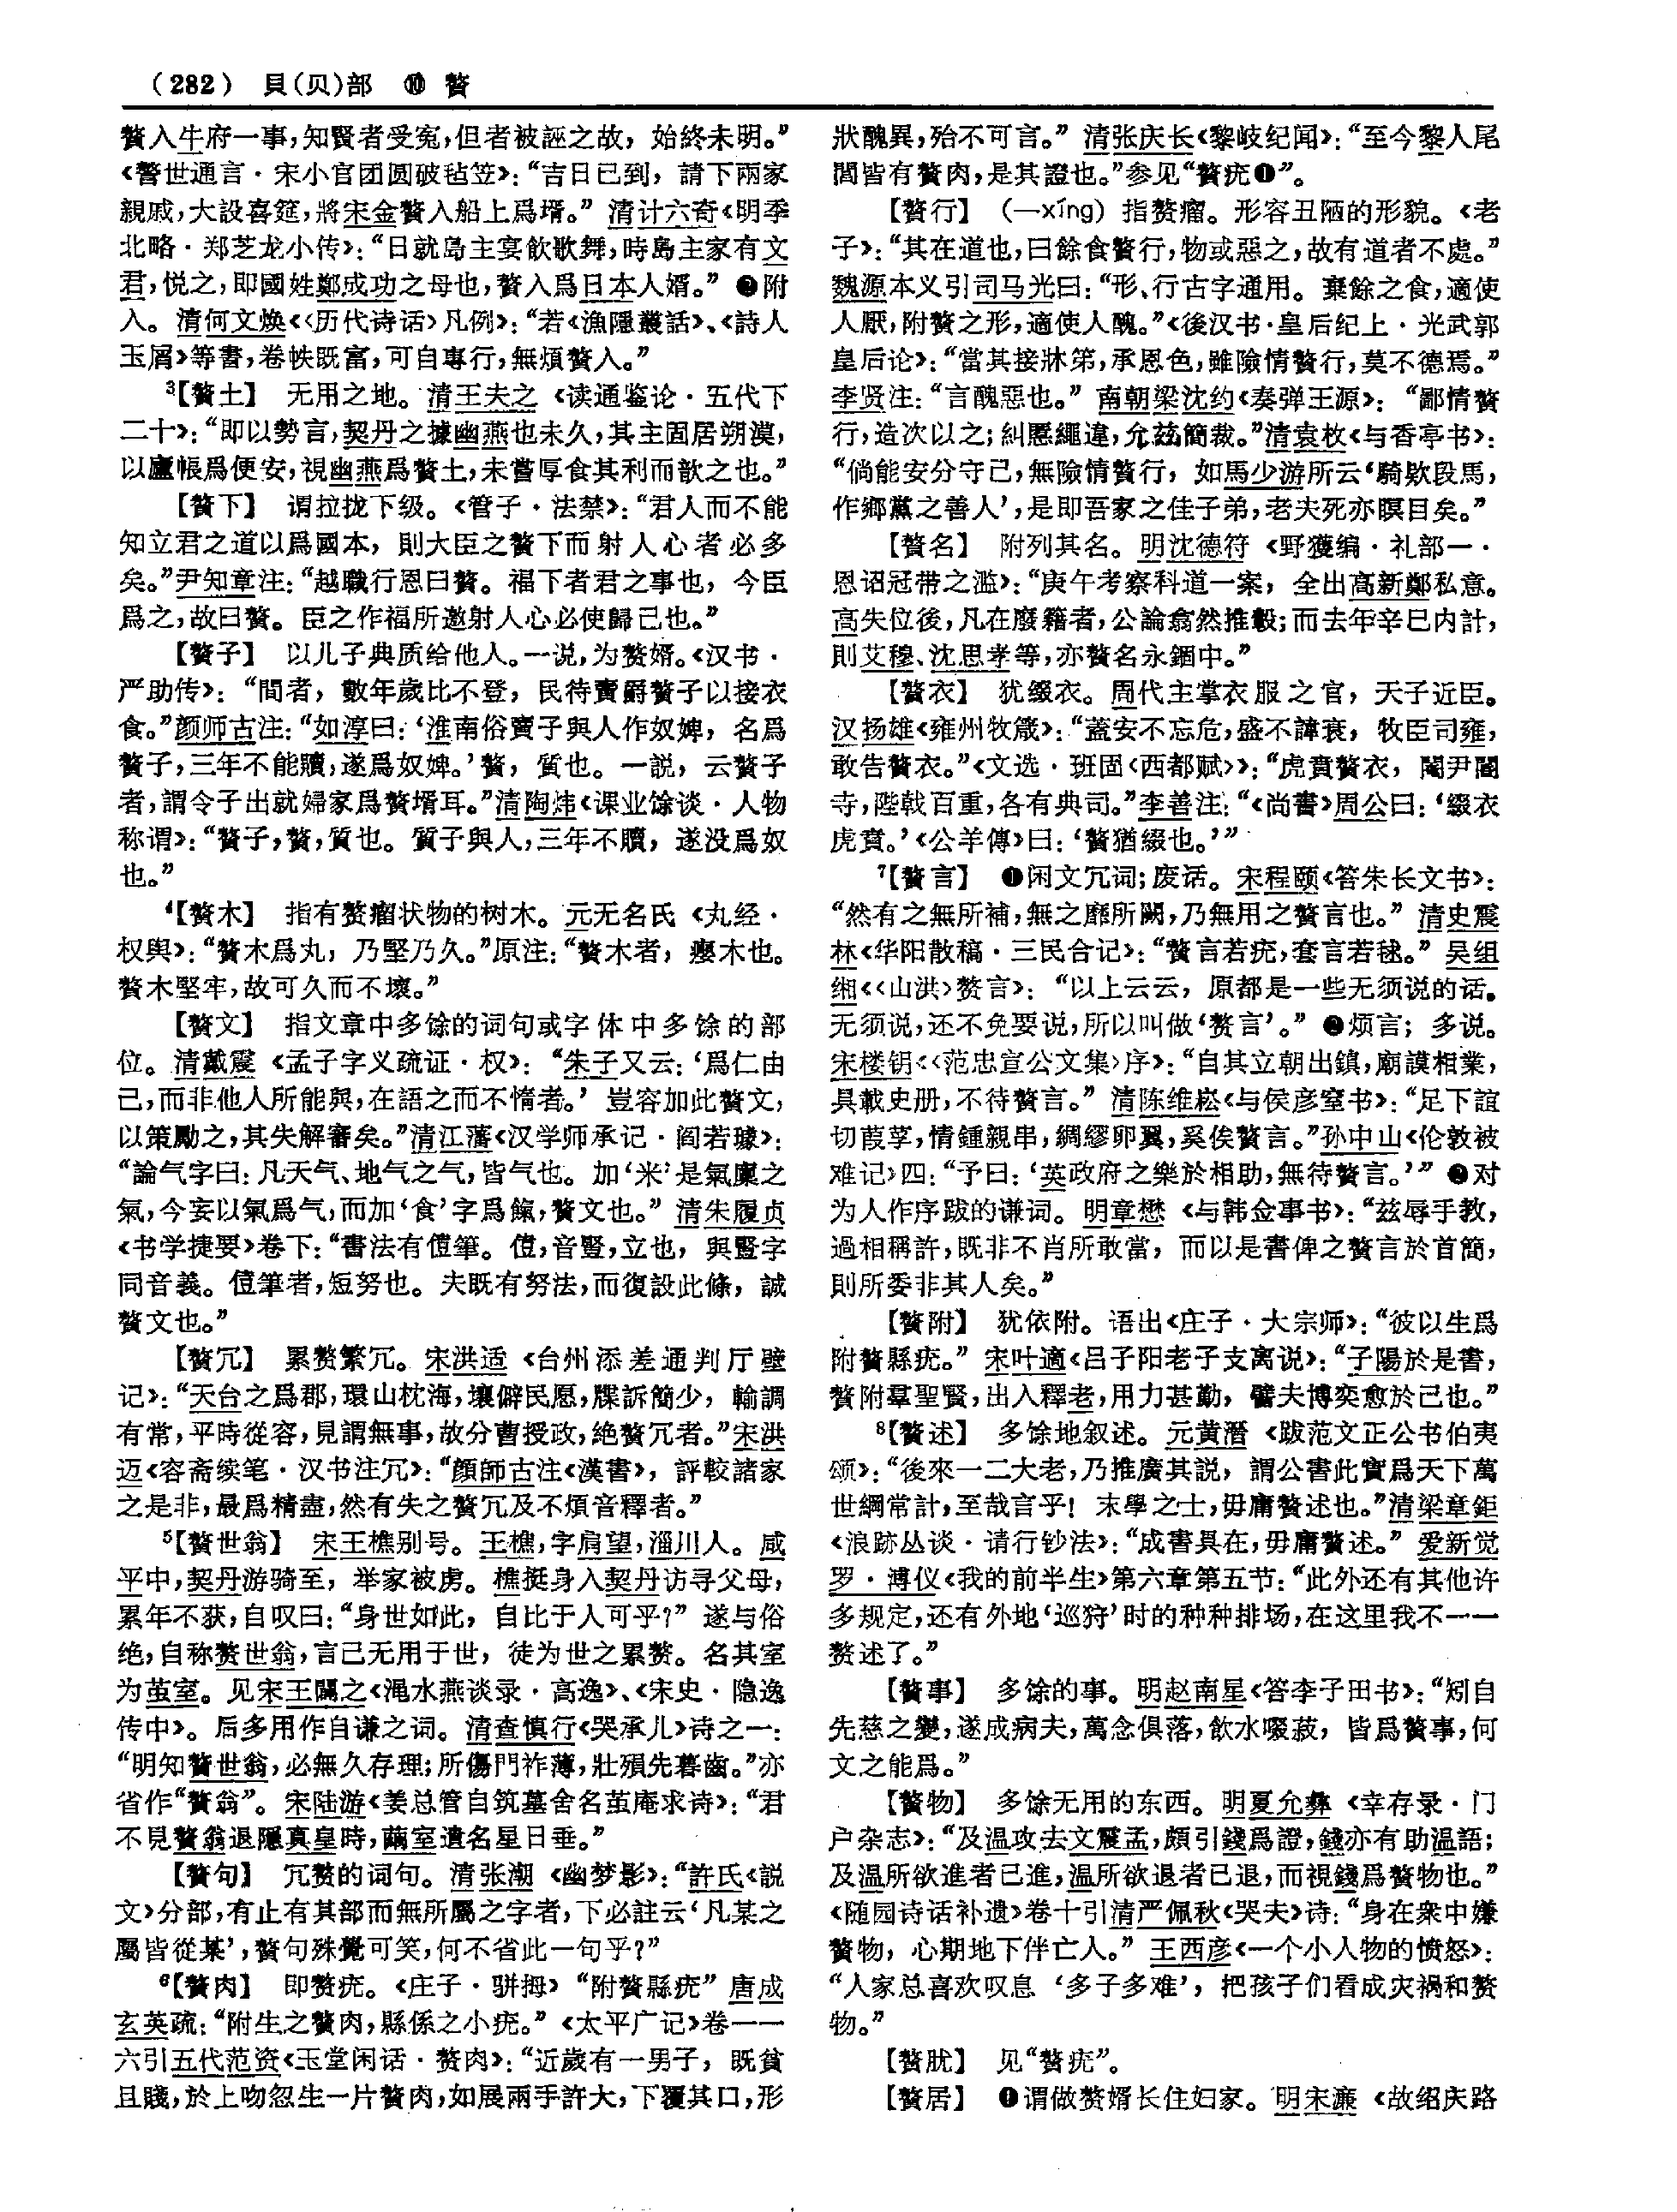 （282）　貝（贝）部　⑩　贅
贅入牛府一事，知賢者受冤，但者被誣之故，始終未明。”
《警世通言·宋小官团圆破毡笠》：“吉日已到，請下兩家
親戚，大設喜筵，將宋金贅入船上爲壻。”清计六奇《明季
北略·郑芝龙小传》：“日就島主宴飲歌舞，時島主家有文
君，悦之，即國姓鄭成功之母也，贅入爲日本人婿。”❷附
入。清何文焕《〈历代诗话〉凡例》：“若《漁隱叢話》、《詩人
玉屑》等書，卷帙既富，可自專行，無煩贅入。”
³【贅土】　无用之地。清王夫之《读通鉴论·五代下
二十》：“即以勢言，契丹之據幽燕也未久，其主固居朔漠，
以廬帳爲便安，視幽燕爲贅土，未嘗厚食其利而歆之也。”
【贅下】　谓拉拢下级。《管子·法禁》：“君人而不能
知立君之道以爲國本，則大臣之贅下而射人心者必多
矣。”尹知章注：“越職行恩曰贅。福下者君之事也，今臣
爲之，故曰贅。臣之作福所邀射人心必使歸己也。”
【贅子】　以儿子典质给他人。一说，为赘婿。《汉书·
严助传》：“間者，數年歲比不登，民待賣爵贅子以接衣
食。”颜师古注：“如淳曰：‘淮南俗賣子與人作奴婢，名爲
贅子，三年不能贖，遂爲奴婢。’贅，質也。一説，云贅子
者，謂令子出就婦家爲贅壻耳。”清陶炜《课业馀谈·人物
称谓》：“贅子，贅，質也。質子與人，三年不贖，遂没爲奴
也。”
⁴【贅木】　指有赘瘤状物的树木。元无名氏《丸经·
权舆》：“贅木爲丸，乃堅乃久。”原注：“贅木者，癭木也。
贅木堅牢，故可久而不壞。”
【贅文】　指文章中多馀的词句或字体中多馀的部
位。清戴震《孟子字义疏证·权》：“朱子又云：‘爲仁由
己，而非他人所能與，在語之而不惰者。’豈容加此贅文，
以策勵之，其失解審矣。”清江藩《汉学师承记·阎若璩》：
“論气字曰：凡天气、地气之气，皆气也。加‘米’是氣廩之
氣，今妄以氣爲气，而加‘食’字爲餼，贅文也。”清朱履贞
《书学捷要》卷下：“書法有偣筆。偣，音豎，立也，與豎字
同音義。偣筆者，短努也。夫既有努法，而復設此條，誠
贅文也。”
【贅冗】　累赘繁冗。宋洪适《台州添差通判厅壁
记》：“天台之爲郡，環山枕海，壤僻民愿，牒訴簡少，輸調
有常，平時從容，見謂無事，故分曹授政，絶贅冗者。”宋洪
迈《容斋续笔·汉书注冗》：“顔師古注《漢書》，評較諸家
之是非，最爲精盡，然有失之贅冗及不煩音釋者。”
⁵【贅世翁】　宋王樵别号。王樵，字肩望，淄川人。咸
平中，契丹游骑至，举家被虏。樵挺身入契丹访寻父母，
累年不获，自叹曰：“身世如此，自比于人可乎？”遂与俗
绝，自称赘世翁，言己无用于世，徒为世之累赘。名其室
为茧室。见宋王闢之《渑水燕谈录·高逸》、《宋史·隐逸
传中》。后多用作自谦之词。清查慎行《哭承儿》诗之一：
“明知贅世翁，必無久存理；所傷門祚薄，壯殞先暮齒。”亦
省作“贅翁”。宋陆游《姜总管自筑墓舍名茧庵求诗》：“君
不見贅翁退隱真皇時，繭室遺名星日垂。”
【贅句】　冗赘的词句。清张潮《幽梦影》：“許氏《説
文》分部，有止有其部而無所屬之字者，下必註云‘凡某之
屬皆從某’，贅句殊覺可笑，何不省此一句乎？”
⁶【贅肉】　即赘疣。《庄子·骈拇》“附贅縣疣”唐成
玄英疏：“附生之贅肉，縣係之小疣。”《太平广记》卷一一
六引五代范资《玉堂闲话·赘肉》：“近歲有一男子，既貧
且賤，於上吻忽生一片贅肉，如展兩手許大，下覆其口，形
狀醜異，殆不可言。”清张庆长《黎岐纪闻》：“至今黎人尾
閭皆有贅肉，是其證也。”参见“贅疣❶”。
【贅行】　（一xíng）指赘瘤。形容丑陋的形貌。《老
子》：“其在道也，曰餘食贅行，物或惡之，故有道者不處。”
魏源本义引司马光曰：“形、行古字通用。棄餘之食，適使
人厭，附贅之形，適使人醜。”《後汉书·皇后纪上·光武郭
皇后论》：“當其接牀笫，承恩色，雖險情贅行，莫不德焉。”
李贤注：“言醜惡也。”南朝梁沈约《奏弹王源》：“鄙情贅
行，造次以之；糾慝繩違，允兹簡裁。”清袁枚《与香亭书》：
“倘能安分守己，無險情贅行，如馬少游所云‘騎欵段馬，
作鄉黨之善人’，是即吾家之佳子弟，老夫死亦瞑目矣。”
【贅名】　附列其名。明沈德符《野獲编·礼部一·
恩诏冠带之滥》：“庚午考察科道一案，全出高新鄭私意。
高失位後，凡在廢籍者，公論翕然推轂；而去年辛巳内計，
則艾穆、沈思孝等，亦贅名永錮中。”
【贅衣】　犹缀衣。周代主掌衣服之官，天子近臣。
汉扬雄《雍州牧箴》：“蓋安不忘危，盛不諱衰，牧臣司雍，
敢告贅衣。”《文选·班固〈西都赋〉》：“虎賁贅衣，閹尹閽
寺，陛戟百重，各有典司。”李善注：“《尚書》周公曰：‘綴衣
虎賁。’《公羊傳》曰：‘贅猶綴也。’”
⁷【贅言】　❶闲文冗词；废话。宋程颐《答朱长文书》：
“然有之無所補，無之靡所闕，乃無用之贅言也。”清史震
林《华阳散稿·三民合记》：“贅言若疣，套言若毬。”吴组
缃《〈山洪〉赘言》：“以上云云，原都是一些无须说的话。
无须说，还不免要说，所以叫做‘赘言’。”❷烦言；多说。
宋楼钥《〈范忠宣公文集〉序》：“自其立朝出鎮，廟謨相業，
具載史册，不待贅言。”清陈维崧《与侯彦室书》：“足下誼
切葭莩，情鍾親串，綢繆卵翼，奚俟贅言。”孙中山《伦敦被
难记》四：“予曰：‘英政府之樂於相助，無待贅言。’”❸对
为人作序跋的谦词。明章懋《与韩佥事书》：“兹辱手教，
過相稱許，既非不肖所敢當，而以是書俾之贅言於首簡，
則所委非其人矣。”
【贅附】　犹依附。语出《庄子·大宗师》：“彼以生爲
附贅縣疣。”宋叶適《吕子阳老子支离说》：“子陽於是書，
贅附羣聖賢，出入釋老，用力甚勤，譬夫博奕愈於已也。”
⁸【贅述】　多馀地叙述。元黄溍《跋范文正公书伯夷
颂》：“後來一二大老，乃推廣其説，謂公書此實爲天下萬
世綱常計，至哉言乎！末學之士，毋庸贅述也。”清梁章鉅
《浪跡丛谈·请行钞法》：“成書具在，毋庸贅述。”爱新觉
罗·溥仪《我的前半生》第六章第五节：“此外还有其他许
多规定，还有外地‘巡狩’时的种种排场，在这里我不一一
赘述了。”
【贅事】　多馀的事。明赵南星《答李子田书》：“矧自
先慈之變，遂成病夫，萬念俱落，飲水啜菽，皆爲贅事，何
文之能爲。”
【贅物】　多馀无用的东西。明夏允彝《幸存录·门
户杂志》：“及温攻去文震孟，頗引錢爲證，錢亦有助温語；
及温所欲進者已進，温所欲退者已退，而視錢爲贅物也。”
《随园诗话补遗》卷十引清严佩秋《哭夫》诗：“身在衆中嫌
贅物，心期地下伴亡人。”王西彦《一个小人物的愤怒》：
“人家总喜欢叹息‘多子多难’，把孩子们看成灾祸和赘
物。”
【贅肬】　见“贅疣”。
【贅居】　❶谓做赘婿长住妇家。明宋濂《故绍庆路